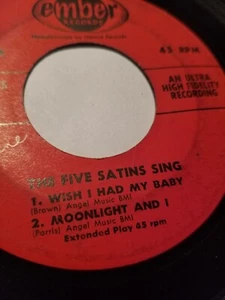 ember
RECORDS
45 RPM
AN ULTRA
HIGH FIDELITY
RECORDING
THE FIVE SATINS SING
1. WISH I HAD MY BABY
(Brown) Angel Music BMI
2. MOONLIGHT AND I
(Parris) Angel Music BMI
Extended Play 45 rpm